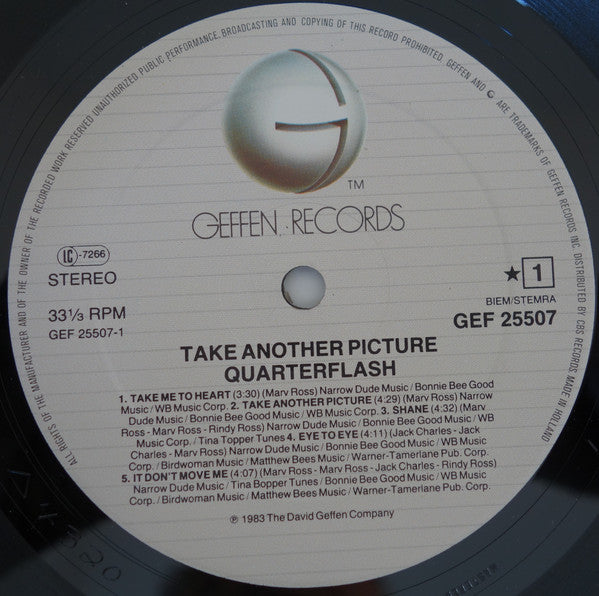 ALL RIGHTS OF THE MANUFACTURER AND OF THE OWNER OF THE RECORDED WORK RESERVED UNAUTHORIZED PUBLIC PERFORMANCE, BROADCASTING AND COPYING OF THIS RECORD PROHIBITED. GEFFEN AND G ARE TRADEMARKS OF GEFFEN RECORDS INC. DISTRIBUTED BY CBS RECORDS MADE IN HOLLAND
TM
GEFFEN RECORDS
LC-7266
STEREO
★ 1
33⅓ RPM
BIEM/STEMRA
GEF 25507-1
GEF 25507
TAKE ANOTHER PICTURE
QUARTERFLASH
1. TAKE ME TO HEART (3:30) (Marv Ross) Narrow Dude Music / Bonnie Bee Good
Music / WB Music Corp. 2. TAKE ANOTHER PICTURE (4:29) (Marv Ross) Narrow
Dude Music / Bonnie Bee Good Music / WB Music Corp. 3. SHANE (4:32) (Marv
Ross - Marv Ross - Rindy Ross) Narrow Dude Music / Bonnie Bee Good Music / WB
Music Corp. / Tina Topper Tunes 4. EYE TO EYE (4:11) (Jack Charles - Jack
Charles - Marv Ross) Narrow Dude Music / Bonnie Bee Good Music / WB Music
Corp. / Birdwoman Music / Matthew Bees Music / Warner-Tamerlane Pub. Corp.
5. IT DON'T MOVE ME (4:07) (Marv Ross - Marv Ross - Jack Charles - Rindy Ross)
Narrow Dude Music / Tina Bopper Tunes / Bonnie Bee Good Music / WB Music
Corp. / Birdwoman Music / Matthew Bees Music / Warner-Tamerlane Pub. Corp.
℗ 1983 The David Geffen Company